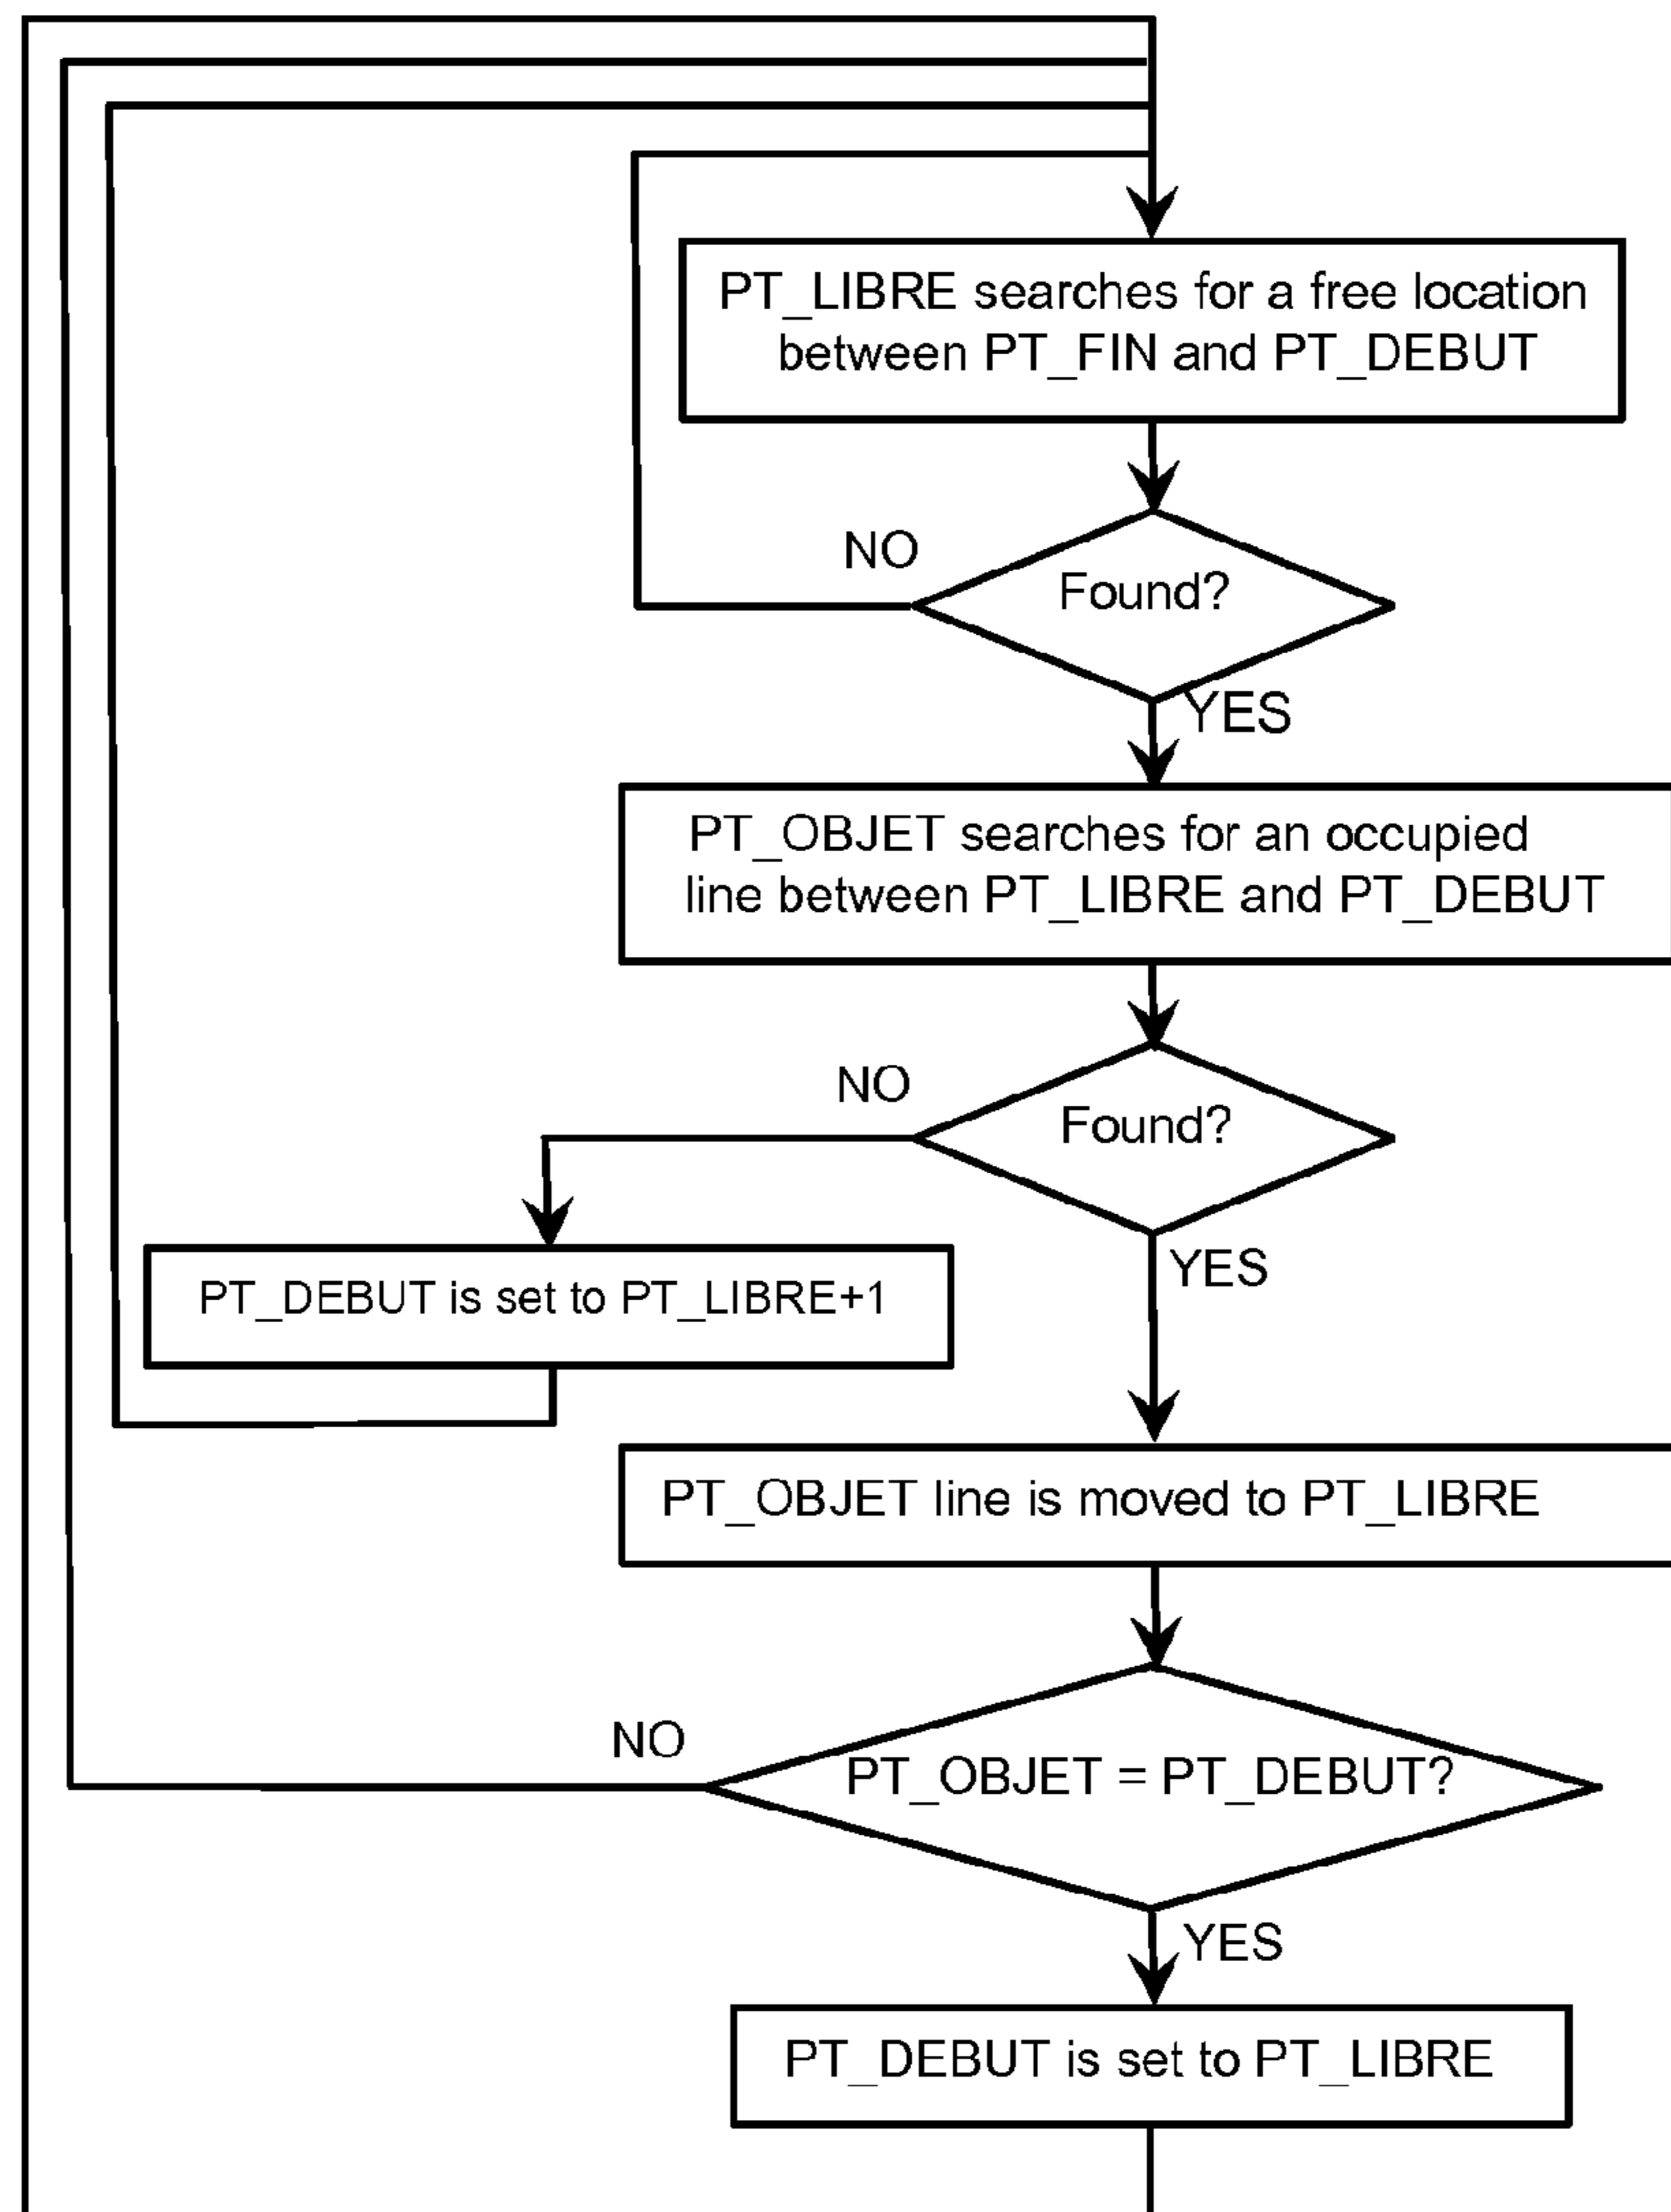 PT_LIBRE searches for a free location
between PT_FIN and PT_DEBUT
NO
Found?
YES
PT_OBJET searches for an occupied
line between PT_LIBRE and PT_DEBUT
NO
Found?
YES
PT_DEBUT is set to PT_LIBRE+1
PT_OBJET line is moved to PT_LIBRE
NO
PT_OBJET = PT_DEBUT?
YES
PT_DEBUT is set to PT_LIBRE